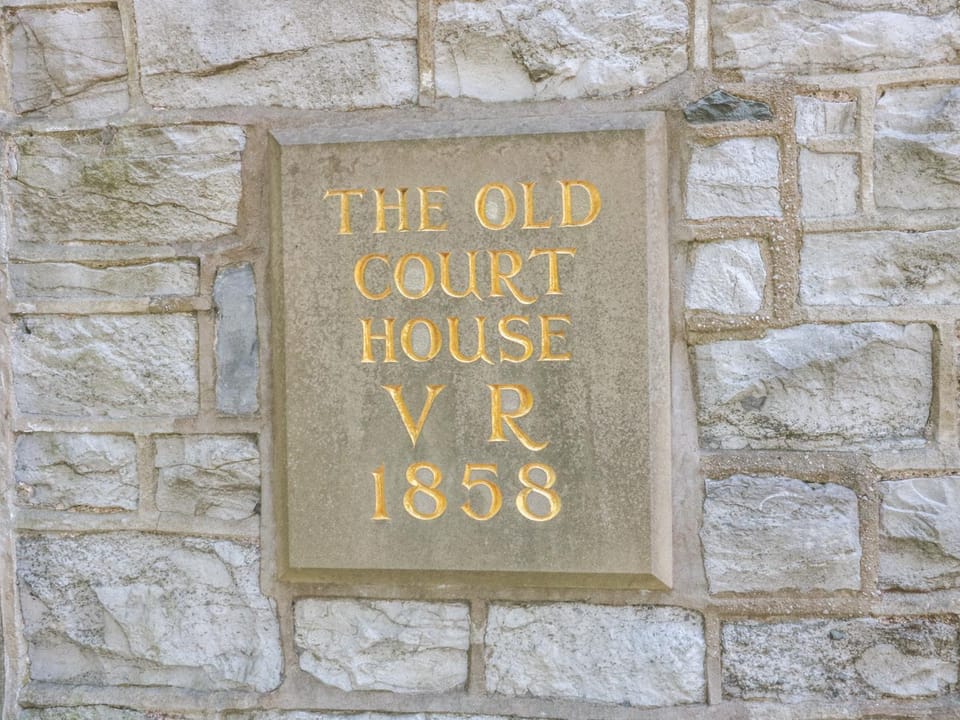 THE OLD
COURT
HOUSE
V R
1858